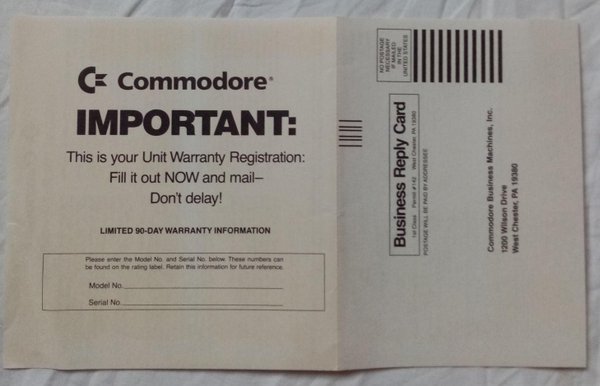 Commodore®
IMPORTANT:
This is your Unit Warranty Registration:
Fill it out NOW and mail–
Don't delay!
LIMITED 90-DAY WARRANTY INFORMATION
Please enter the Model No. and Serial No. below. These numbers can
be found on the rating label. Retain this information for future reference.
Model No.
Serial No.
NO POSTAGE
NECESSARY
IF MAILED
IN THE
UNITED STATES
Business Reply Card
1st Class Permit #142 West Chester, PA 19380
POSTAGE WILL BE PAID BY ADDRESSEE
Commodore Business Machines, Inc.
1200 Wilson Drive
West Chester, PA 19380